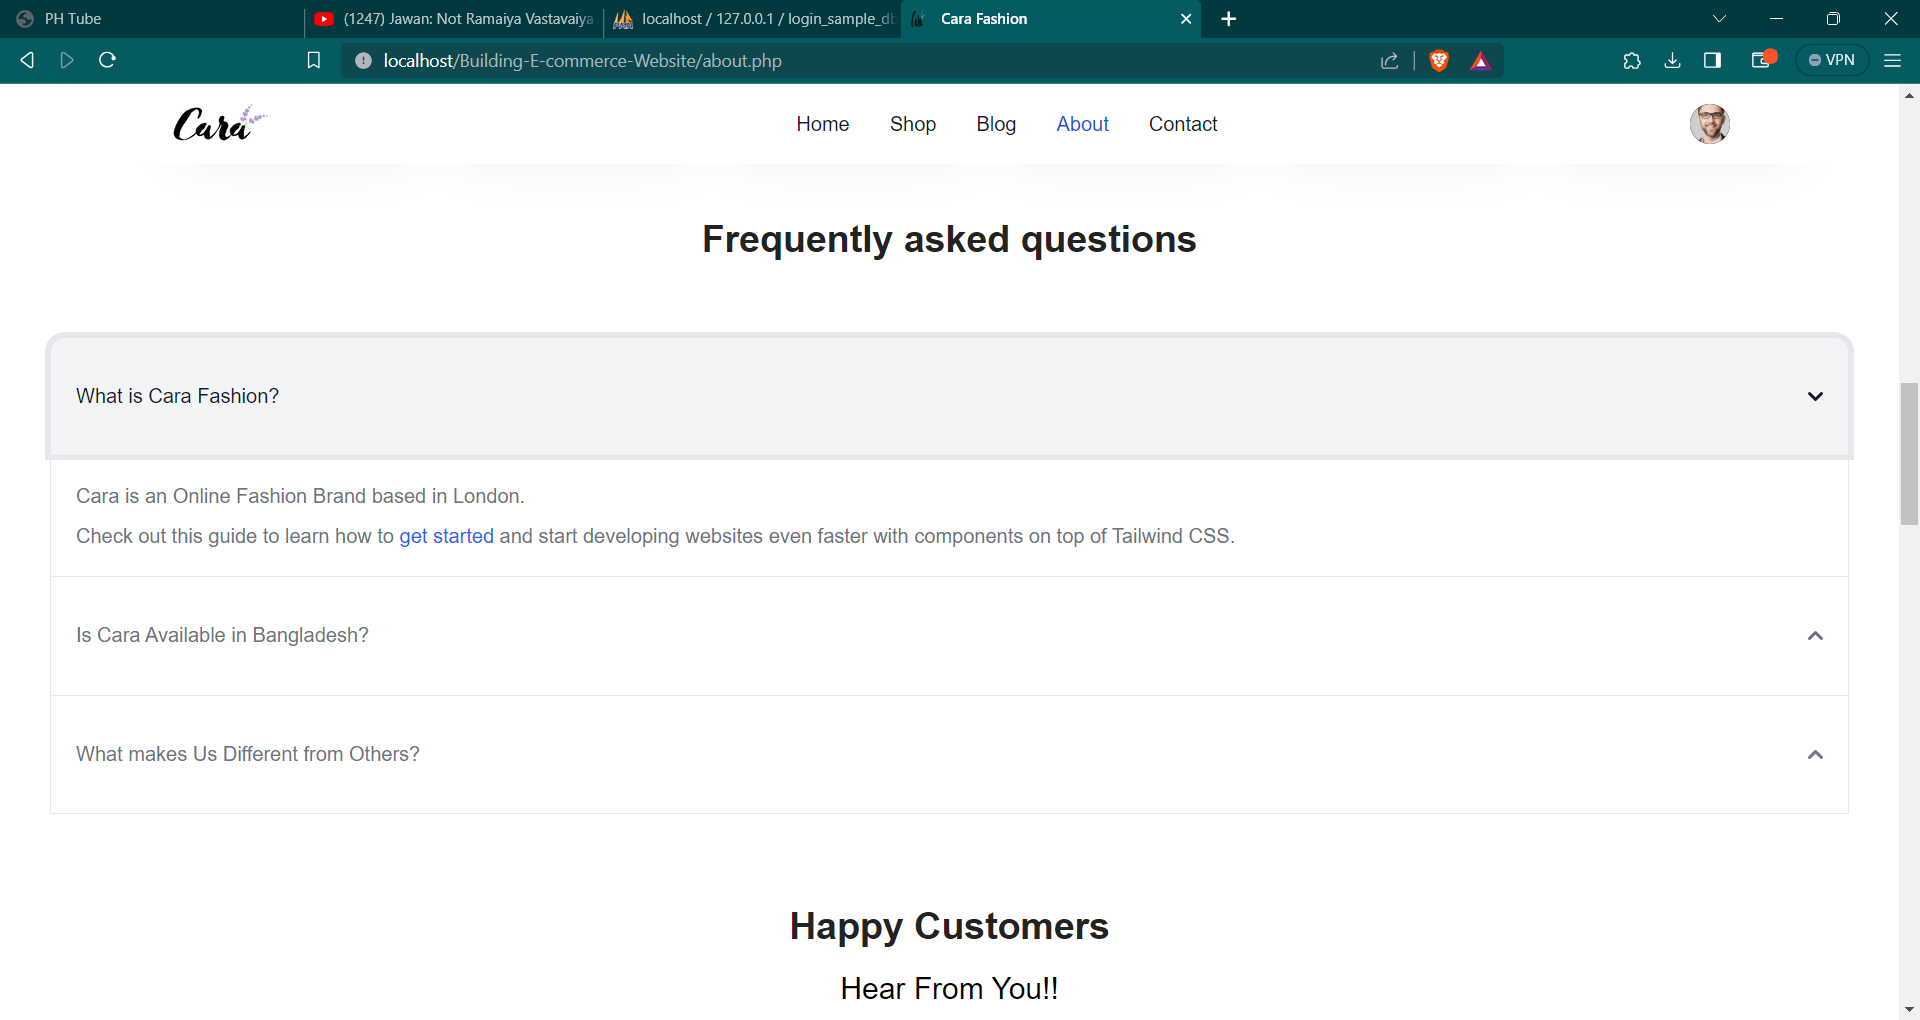 PH Tube
(1247) Jawan: Not Ramaiya Vastavaiya
localhost / 127.0.0.1 / login_sample_d
Cara Fashion
localhost/Building-E-commerce-Website/about.php
VPN
Cara
Home
Shop
Blog
About
Contact
Frequently asked questions
What is Cara Fashion?
Cara is an Online Fashion Brand based in London.
Check out this guide to learn how to get started and start developing websites even faster with components on top of Tailwind CSS.
Is Cara Available in Bangladesh?
What makes Us Different from Others?
Happy Customers
Hear From You!!